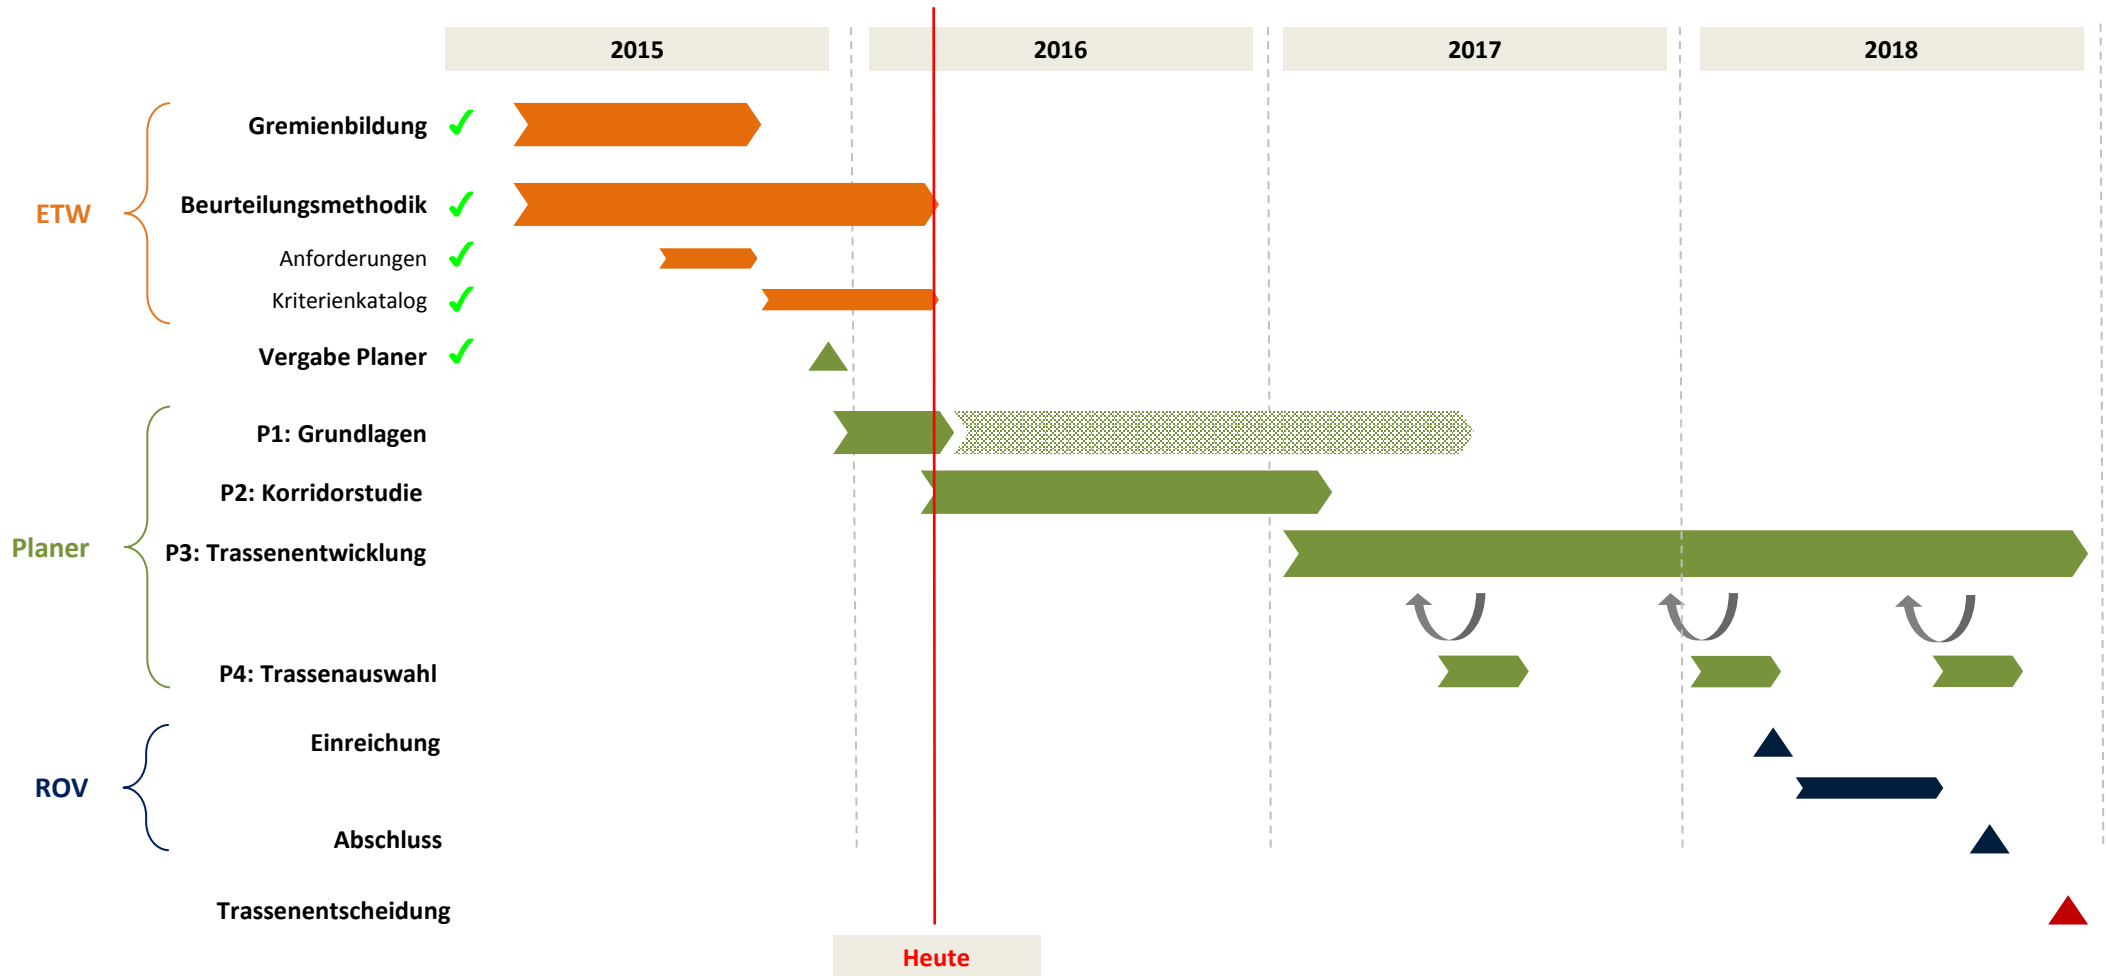 2015
2016
2017
2018
Gremienbildung
ETW
Beurteilungsmethodik
Anforderungen
Kriterienkatalog
Vergabe Planer
P1: Grundlagen
P2: Korridorstudie
Planer
P3: Trassenentwicklung
P4: Trassenauswahl
Einreichung
ROV
Abschluss
Trassenentscheidung
Heute